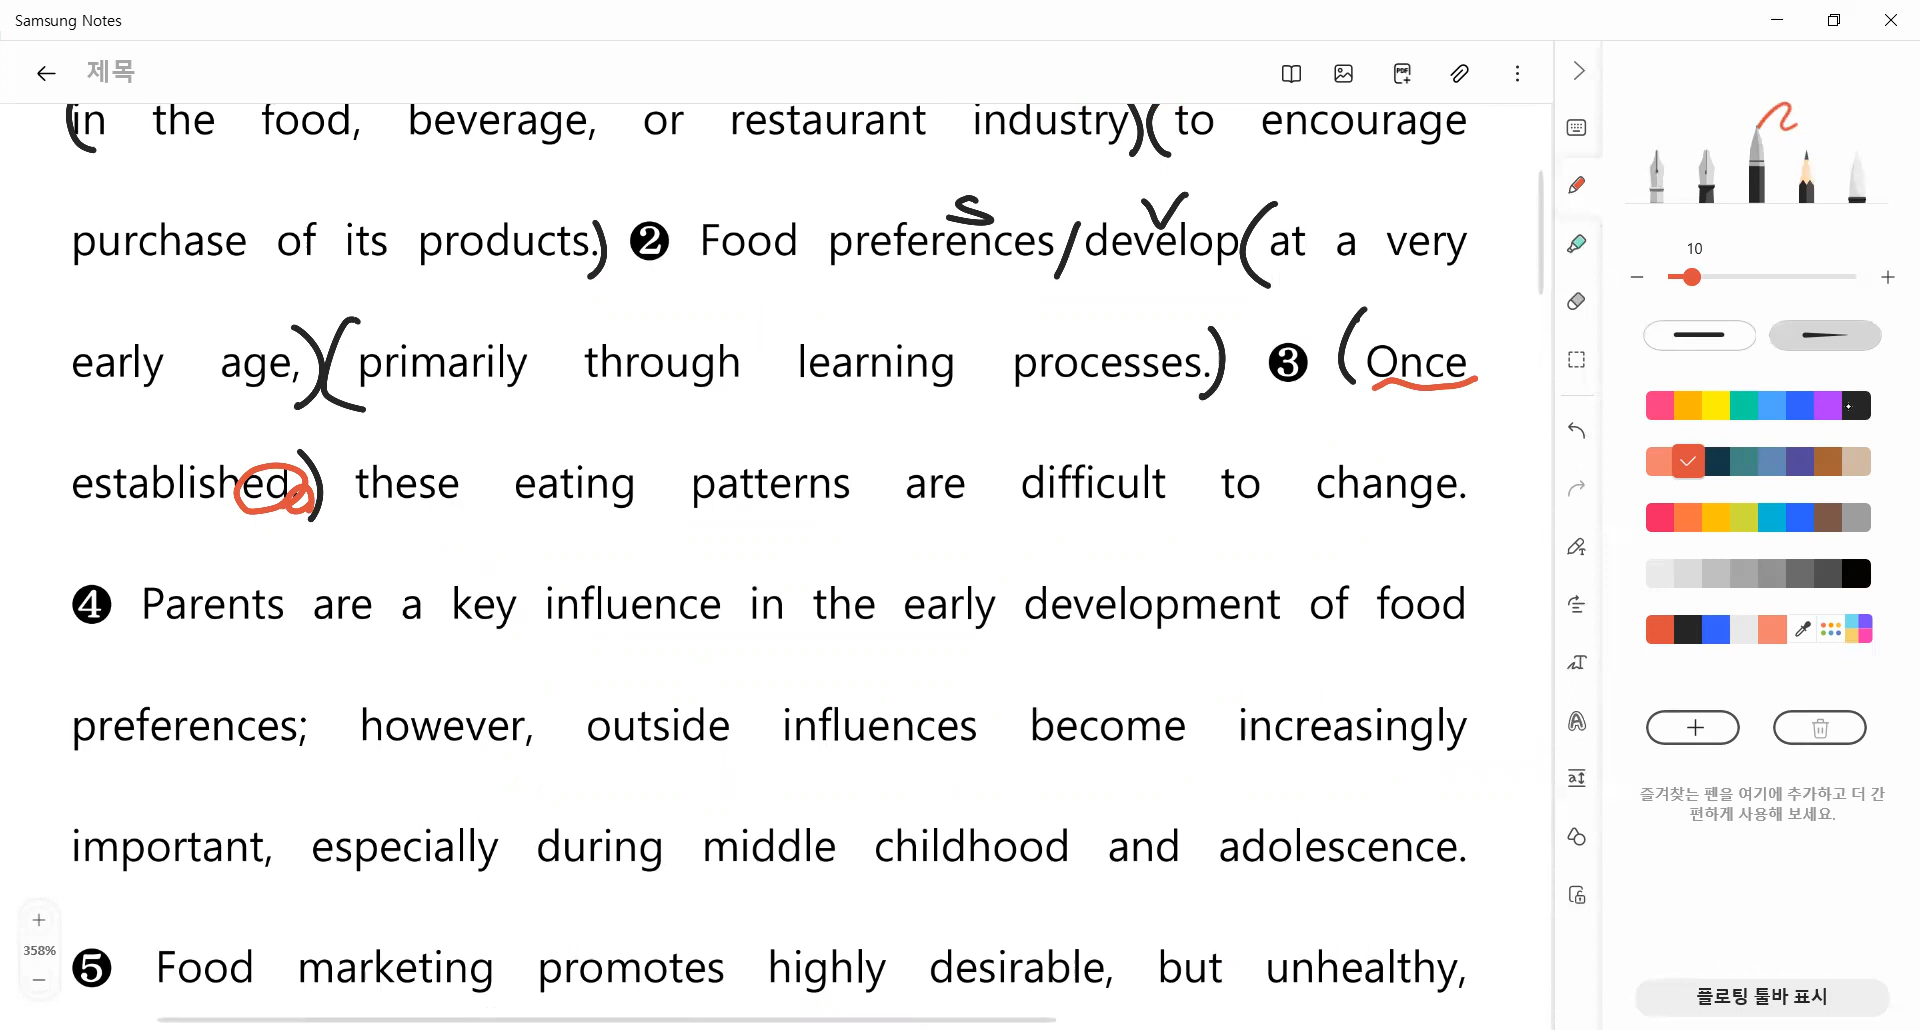 Samsung Notes
제목
(in the food, beverage, or restaurant industry)(to encourage
S V
purchase of its products.) ❷ Food preferences/develop(at a very
early age,)(primarily through learning processes.) ❸ (Once
established,) these eating patterns are difficult to change.
❹ Parents are a key influence in the early development of food
preferences; however, outside influences become increasingly
important, especially during middle childhood and adolescence.
❺ Food marketing promotes highly desirable, but unhealthy,
358%
PDF
10
즐겨찾는 펜을 여기에 추가하고 더 간
편하게 사용해 보세요.
플로팅 툴바 표시